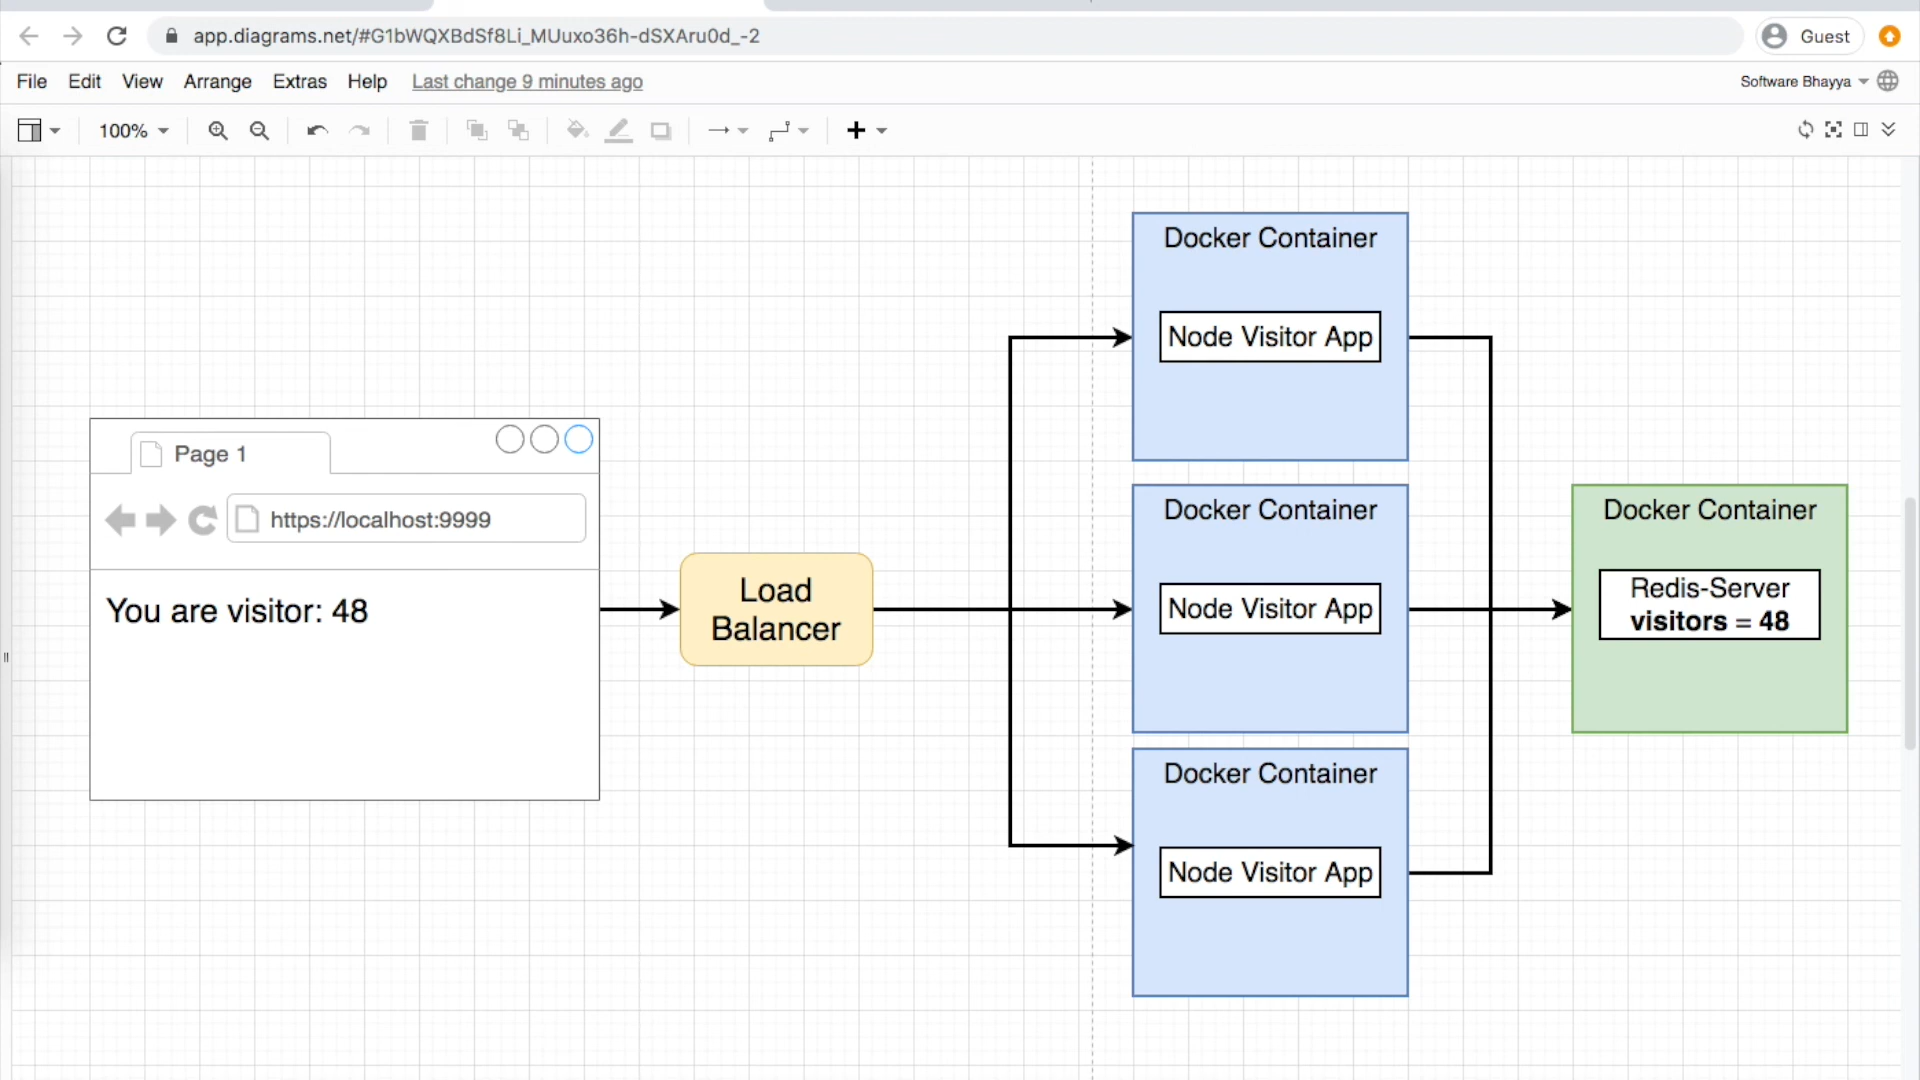 app.diagrams.net/#G1bWQXBdSf8Li_MUuxo36h-dSXAru0d_-2
Guest
File Edit View Arrange Extras Help Last change 9 minutes ago
Software Bhayya
100%
Docker Container
Node Visitor App
Page 1
https://localhost:9999
You are visitor: 48
Load
Balancer
Docker Container
Node Visitor App
Docker Container
Redis-Server
visitors = 48
Docker Container
Node Visitor App